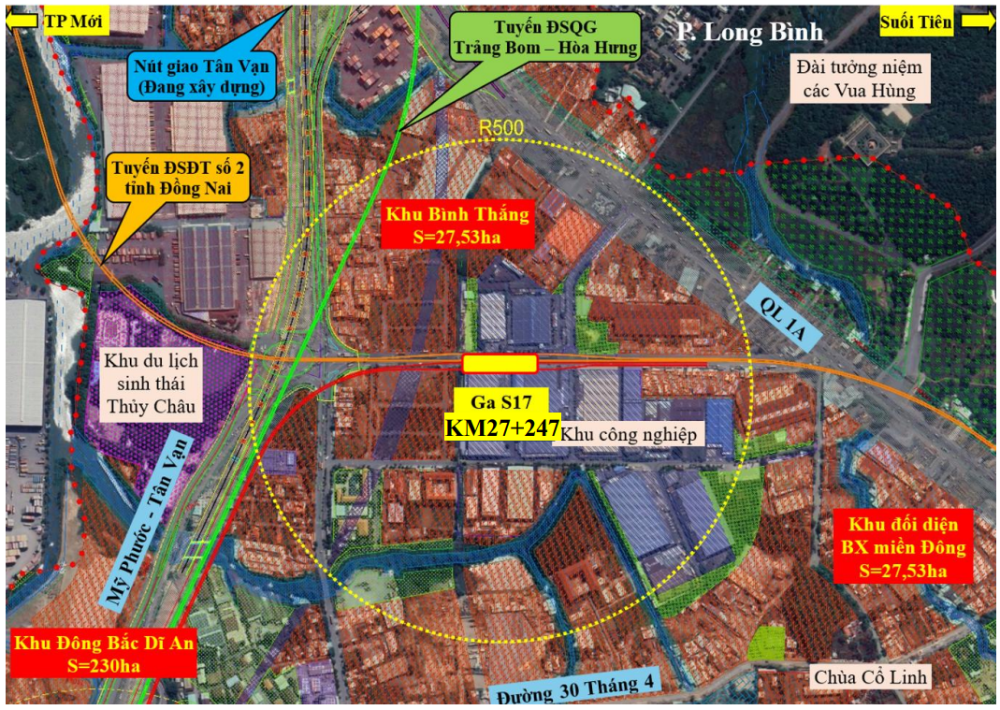 TP Mới
Suối Tiên
Nút giao Tân Vạn
(Đang xây dựng)
Tuyến ĐSQG
Trảng Bom – Hòa Hưng
P. Long Bình
Đài tưởng niệm
các Vua Hùng
R500
Tuyến ĐSĐT số 2
tỉnh Đồng Nai
Khu Bình Thắng
S=27,53ha
QL 1A
Khu du lịch
sinh thái
Thủy Châu
Ga S17
KM27+247
Khu công nghiệp
Mỹ Phước - Tân Vạn
Khu đối diện
BX miền Đông
S=27,53ha
Khu Đông Bắc Dĩ An
S=230ha
Chùa Cổ Linh
Đường 30 Tháng 4